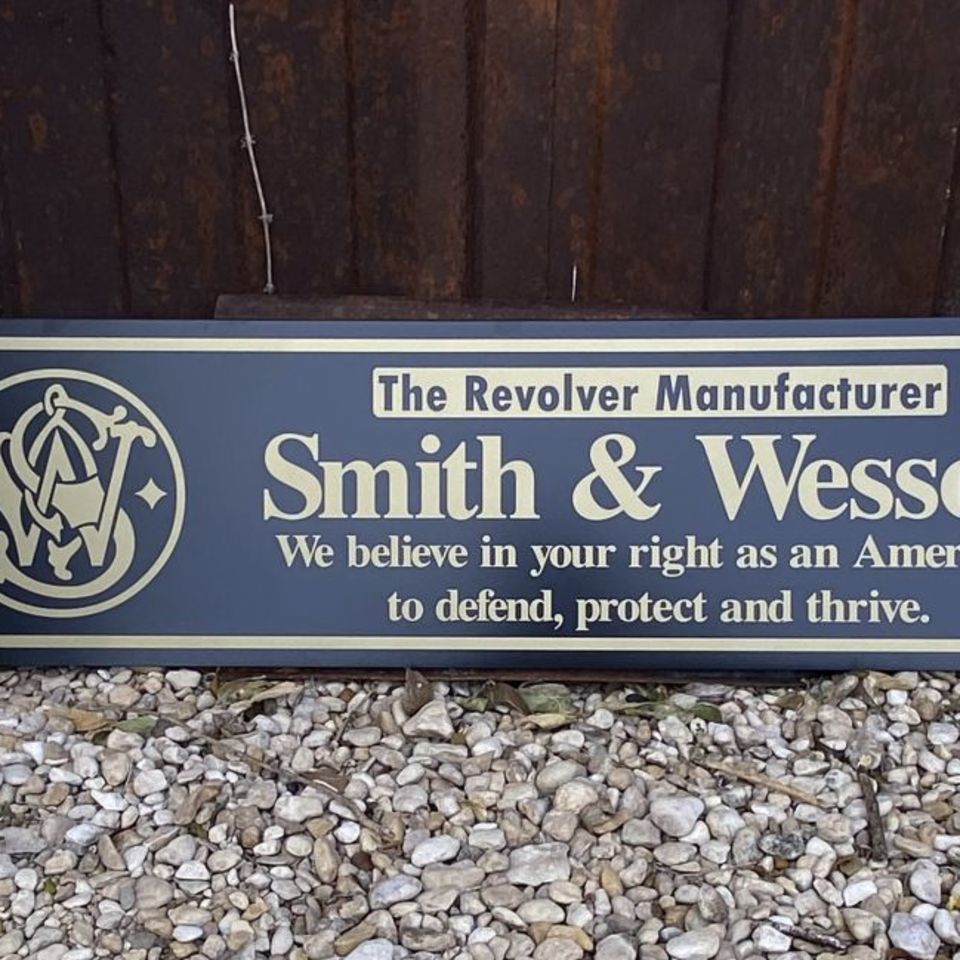 The Revolver Manufacturer
Smith & Wesso
We believe in your right as an Amer
to defend, protect and thrive.